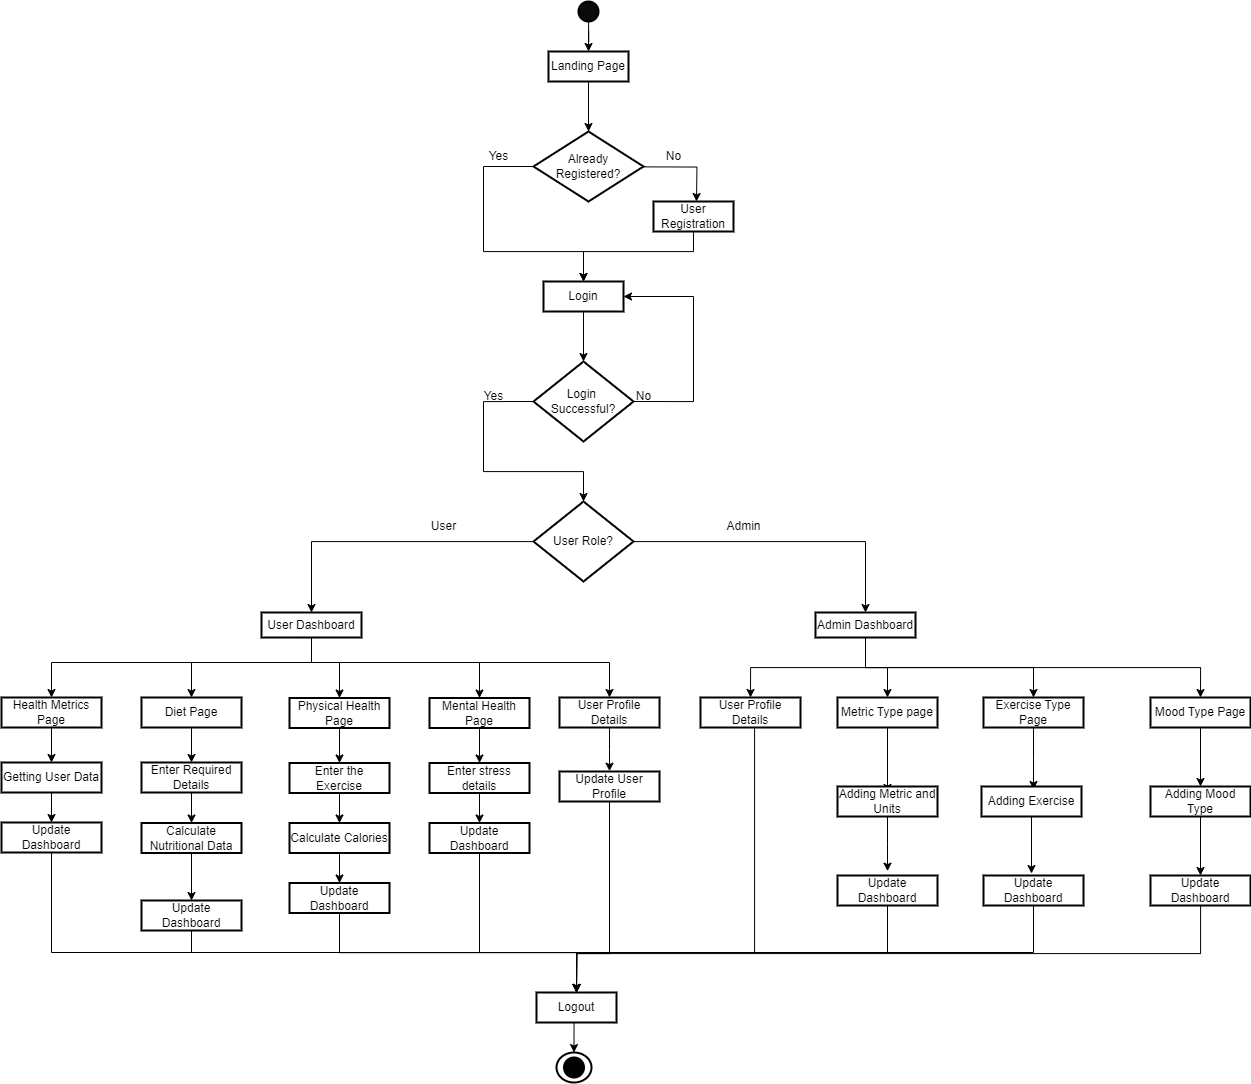 Landing Page
Already
Registered?
Yes
No
User
Registration
Login
Login
Successful?
Yes
No
User Role?
User
Admin
User Dashboard
Admin Dashboard
Health Metrics
Page
Diet Page
Physical Health
Page
Mental Health
Page
User Profile
Details
User Profile
Details
Metric Type page
Exercise Type
Page
Mood Type Page
Getting User Data
Enter Required
Details
Enter the
Exercise
Enter stress
details
Update User
Profile
Adding Metric and
Units
Adding Exercise
Adding Mood
Type
Update
Dashboard
Calculate
Nutritional Data
Calculate Calories
Update
Dashboard
Update
Dashboard
Update
Dashboard
Update
Dashboard
Update
Dashboard
Update
Dashboard
Logout